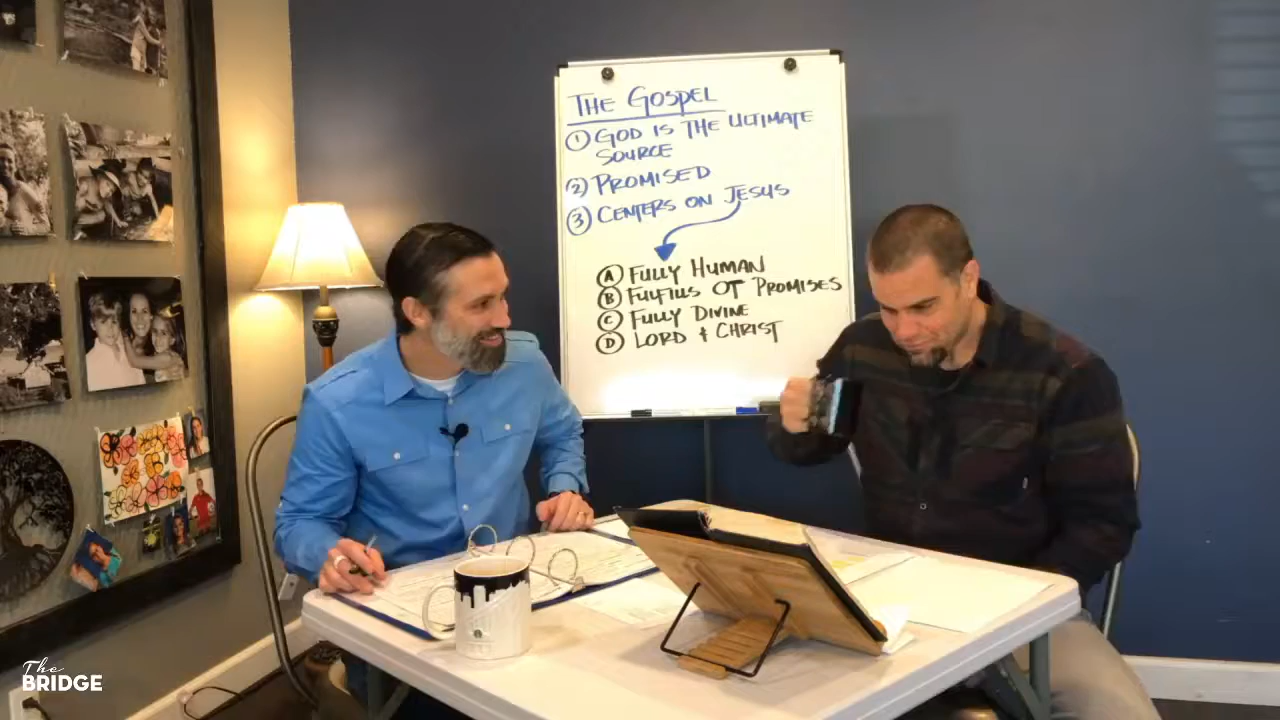 THE GOSPEL
① GOD IS THE ULTIMATE
SOURCE
② PROMISED
③ CENTERS ON JESUS
Ⓐ FULLY HUMAN
Ⓑ FULFILLS OT PROMISES
Ⓒ FULLY DIVINE
Ⓓ LORD & CHRIST
The
BRIDGE